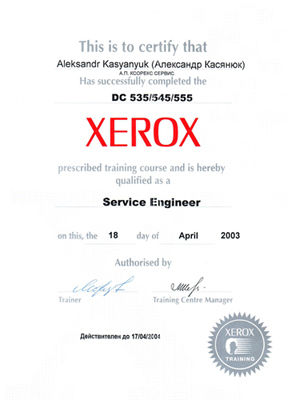 This is to certify that
Aleksandr Kasyanyuk (Александр Касянюк)
А.П. КСОРЕКС СЕРВИС
Has successfully completed the
DC 535/545/555
XEROX
prescribed training course and is hereby
qualified as a
Service Engineer
on this, the 18 day of April 2003
Authorised by
Trainer
Training Centre Manager
XEROX
TRAINING
Действителен до 17/04/2004